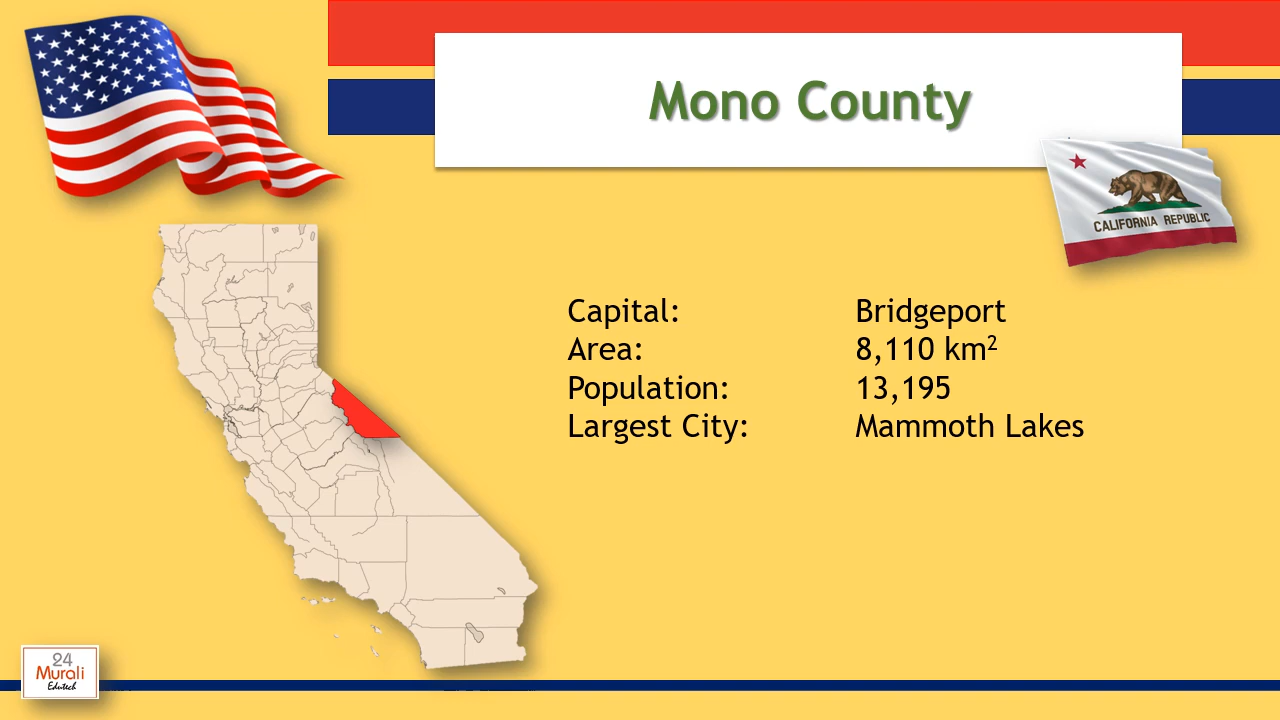 Mono County
CALIFORNIA REPUBLIC
Capital: Bridgeport
Area: 8,110 km²
Population: 13,195
Largest City: Mammoth Lakes
24
Murali
Edutech